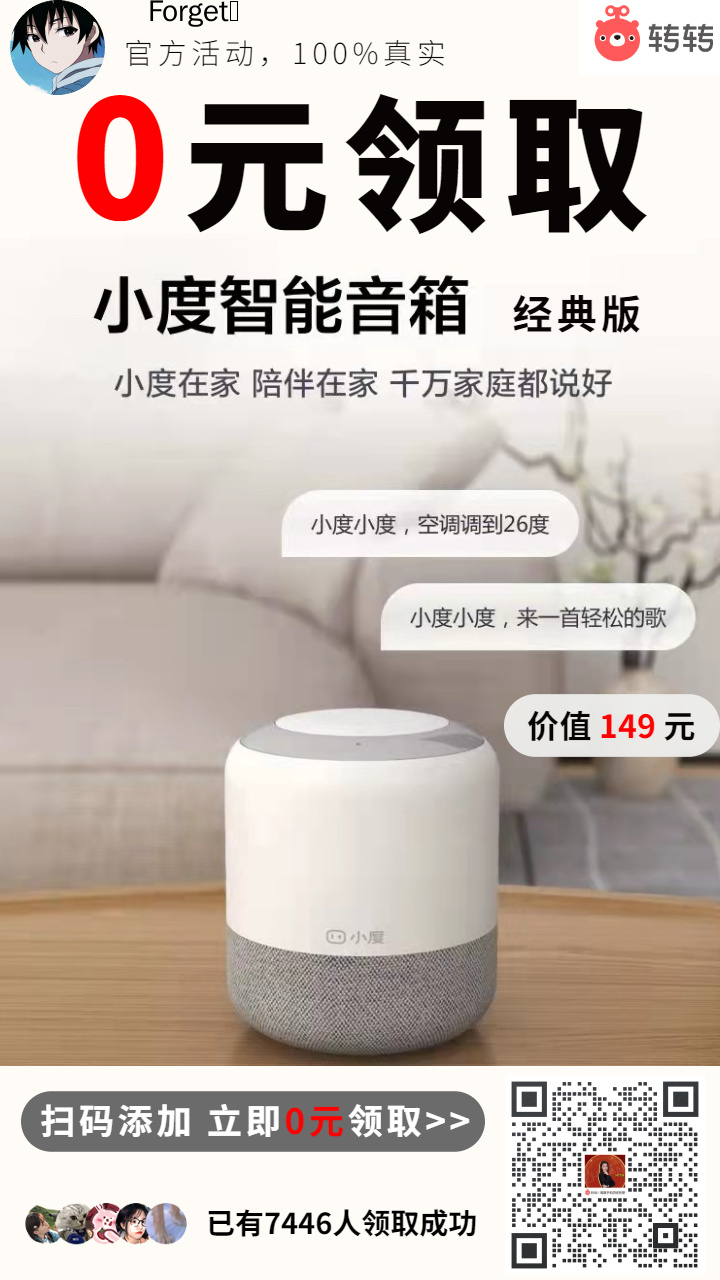 Forget
官方活动，100%真实
转转
0元领取
小度智能音箱 经典版
小度在家 陪伴在家 千万家庭都说好
小度小度，空调调到26度
小度小度，来一首轻松的歌
价值 149 元
小度
扫码添加 立即0元领取>>
已有7446人领取成功